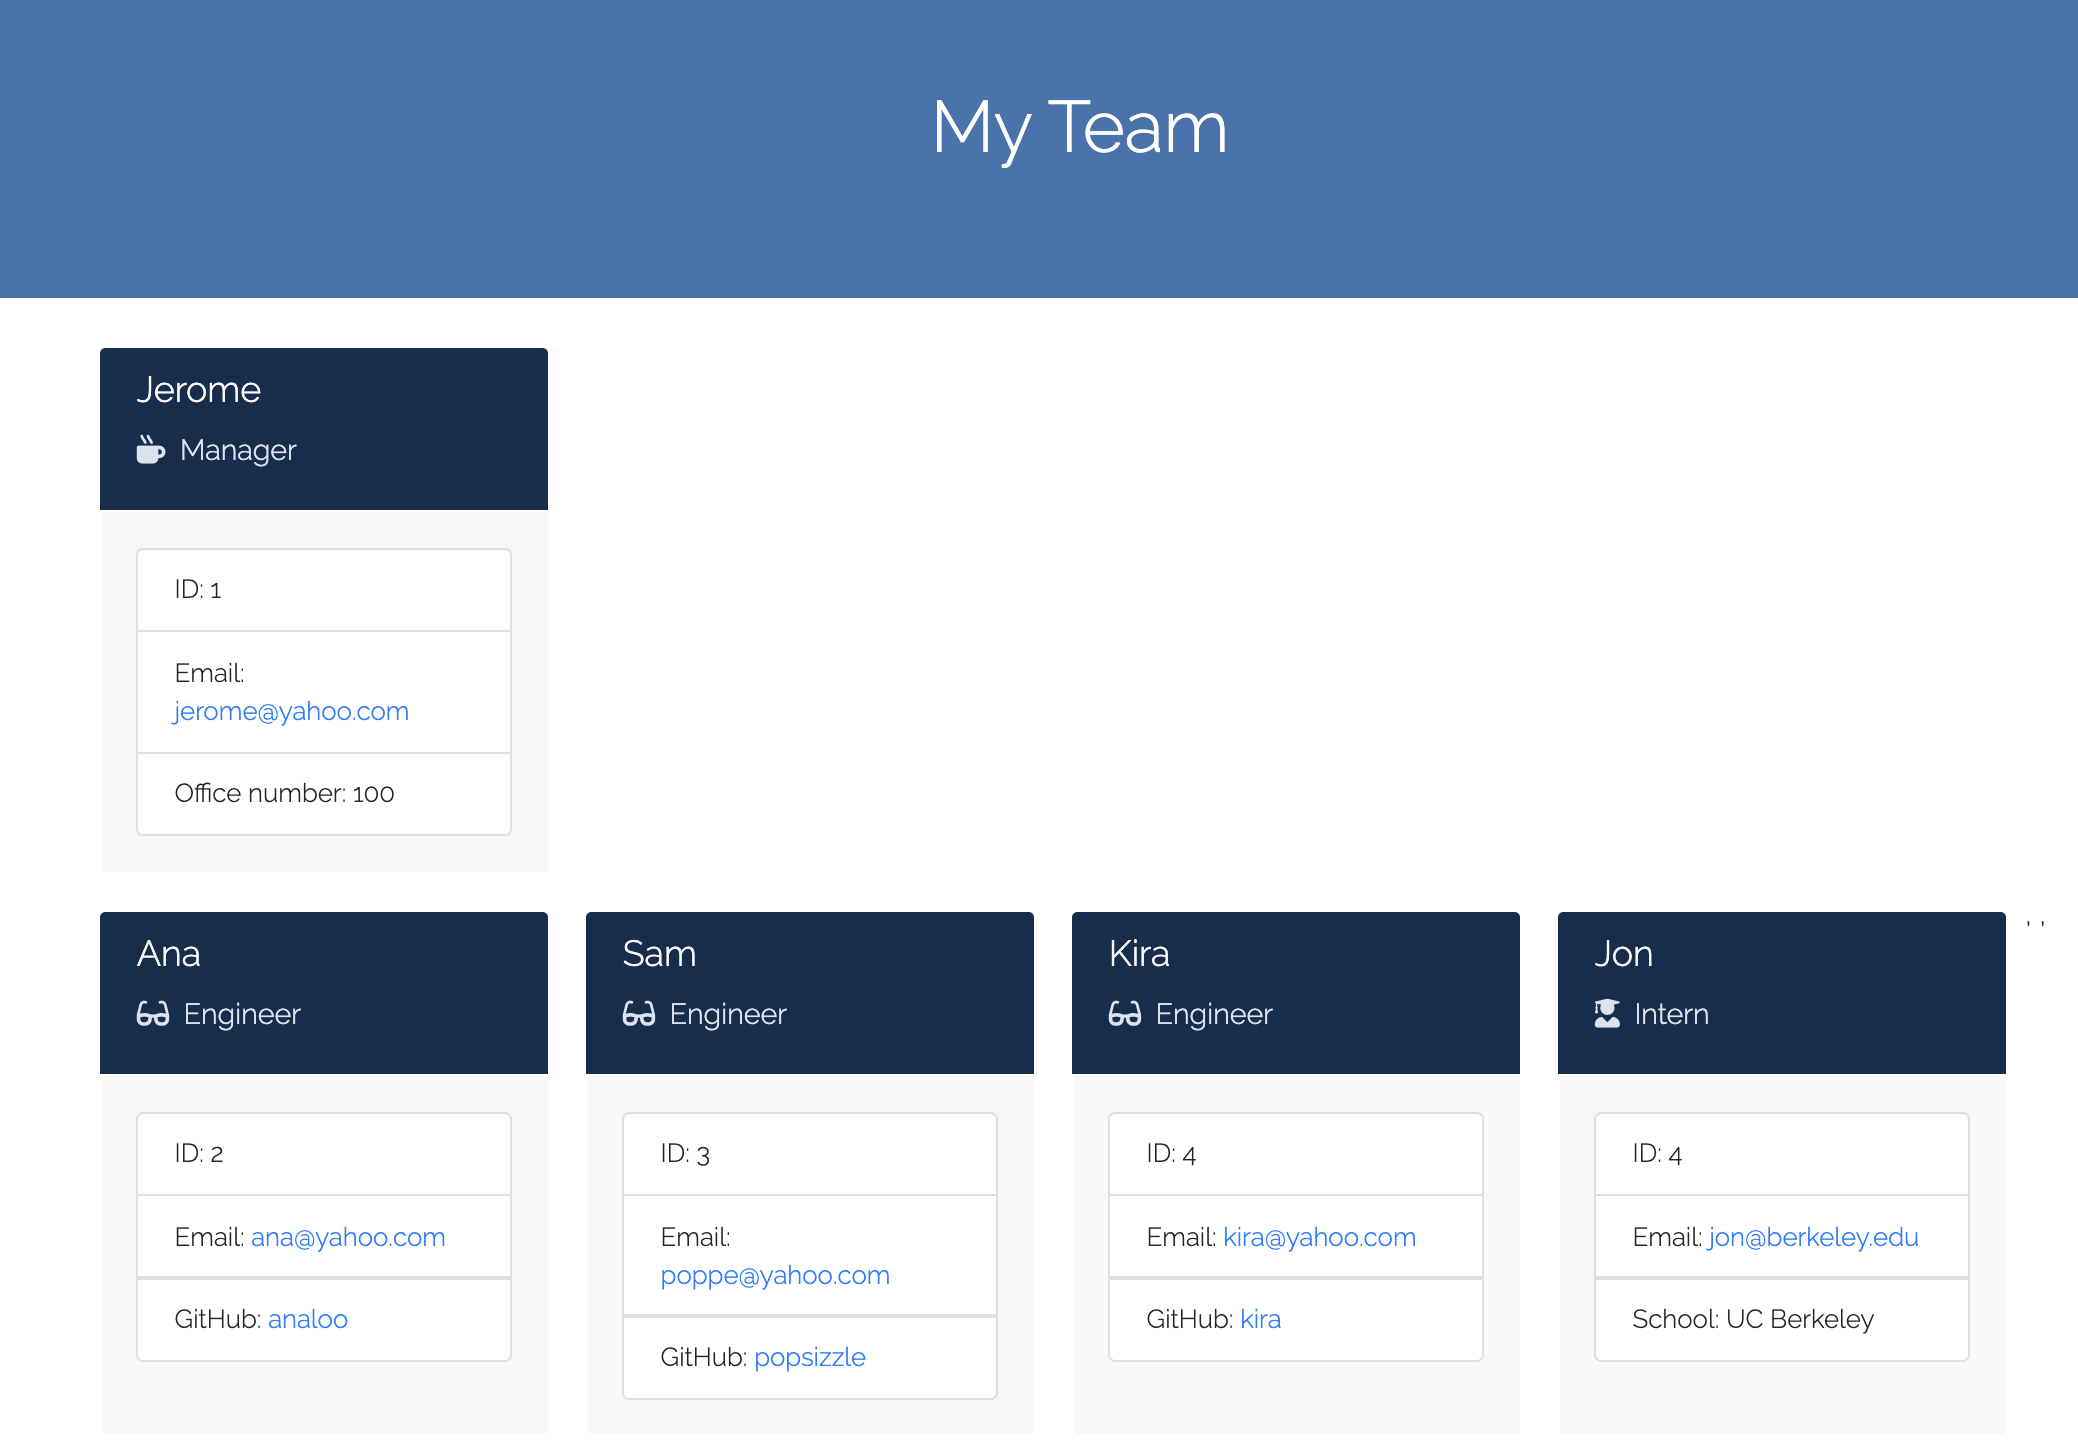 My Team
Jerome
Manager
ID: 1
Email:
jerome@yahoo.com
Office number: 100
Ana
Engineer
ID: 2
Email: ana@yahoo.com
GitHub: analoo
Sam
Engineer
ID: 3
Email:
poppe@yahoo.com
GitHub: popsizzle
Kira
Engineer
ID: 4
Email: kira@yahoo.com
GitHub: kira
Jon
Intern
ID: 4
Email: jon@berkeley.edu
School: UC Berkeley
, ,